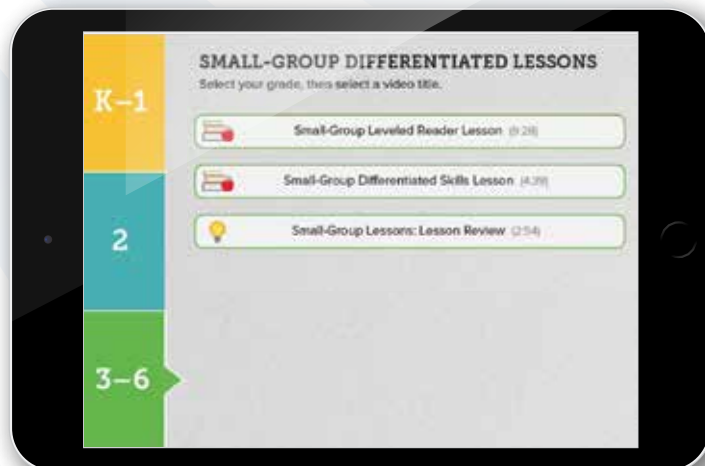 SMALL-GROUP DIFFERENTIATED LESSONS
Select your grade, then select a video title.
K–1
Small-Group Leveled Reader Lesson (9:28)
Small-Group Differentiated Skills Lesson (4:39)
2
Small-Group Lessons: Lesson Review (2:54)
3–6